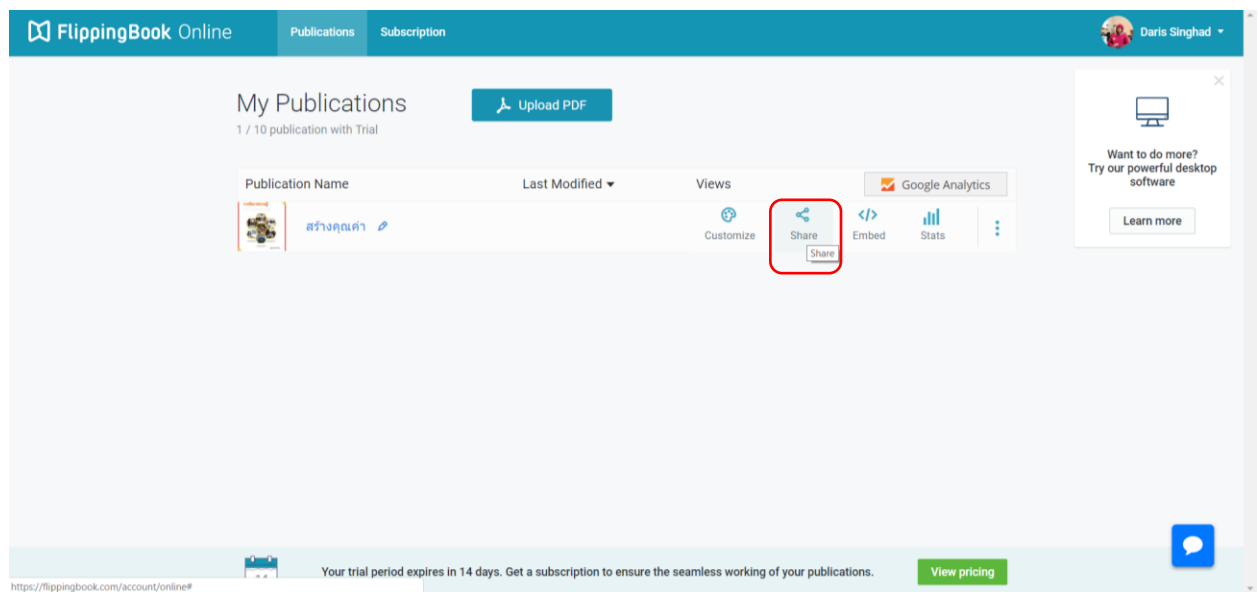 FlippingBook Online
Publications
Subscription
Daris Singhad
My Publications
Upload PDF
1 / 10 publication with Trial
Want to do more?
Try our powerful desktop
software
Learn more
Publication Name
Last Modified
Views
Google Analytics
สร้างคุณค่า
Customize
Share
Embed
Stats
Share
Your trial period expires in 14 days. Get a subscription to ensure the seamless working of your publications.
View pricing
https://flippingbook.com/account/online#